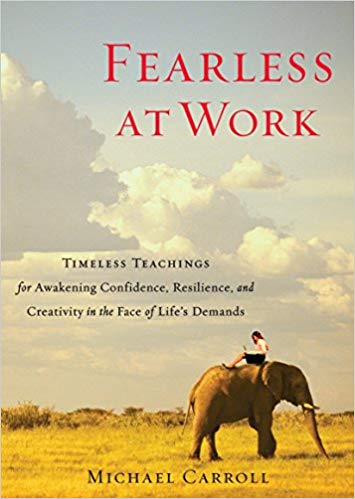 FEARLESS
AT WORK
TIMELESS TEACHINGS
for Awakening Confidence, Resilience, and
Creativity in the Face of Life's Demands
MICHAEL CARROLL